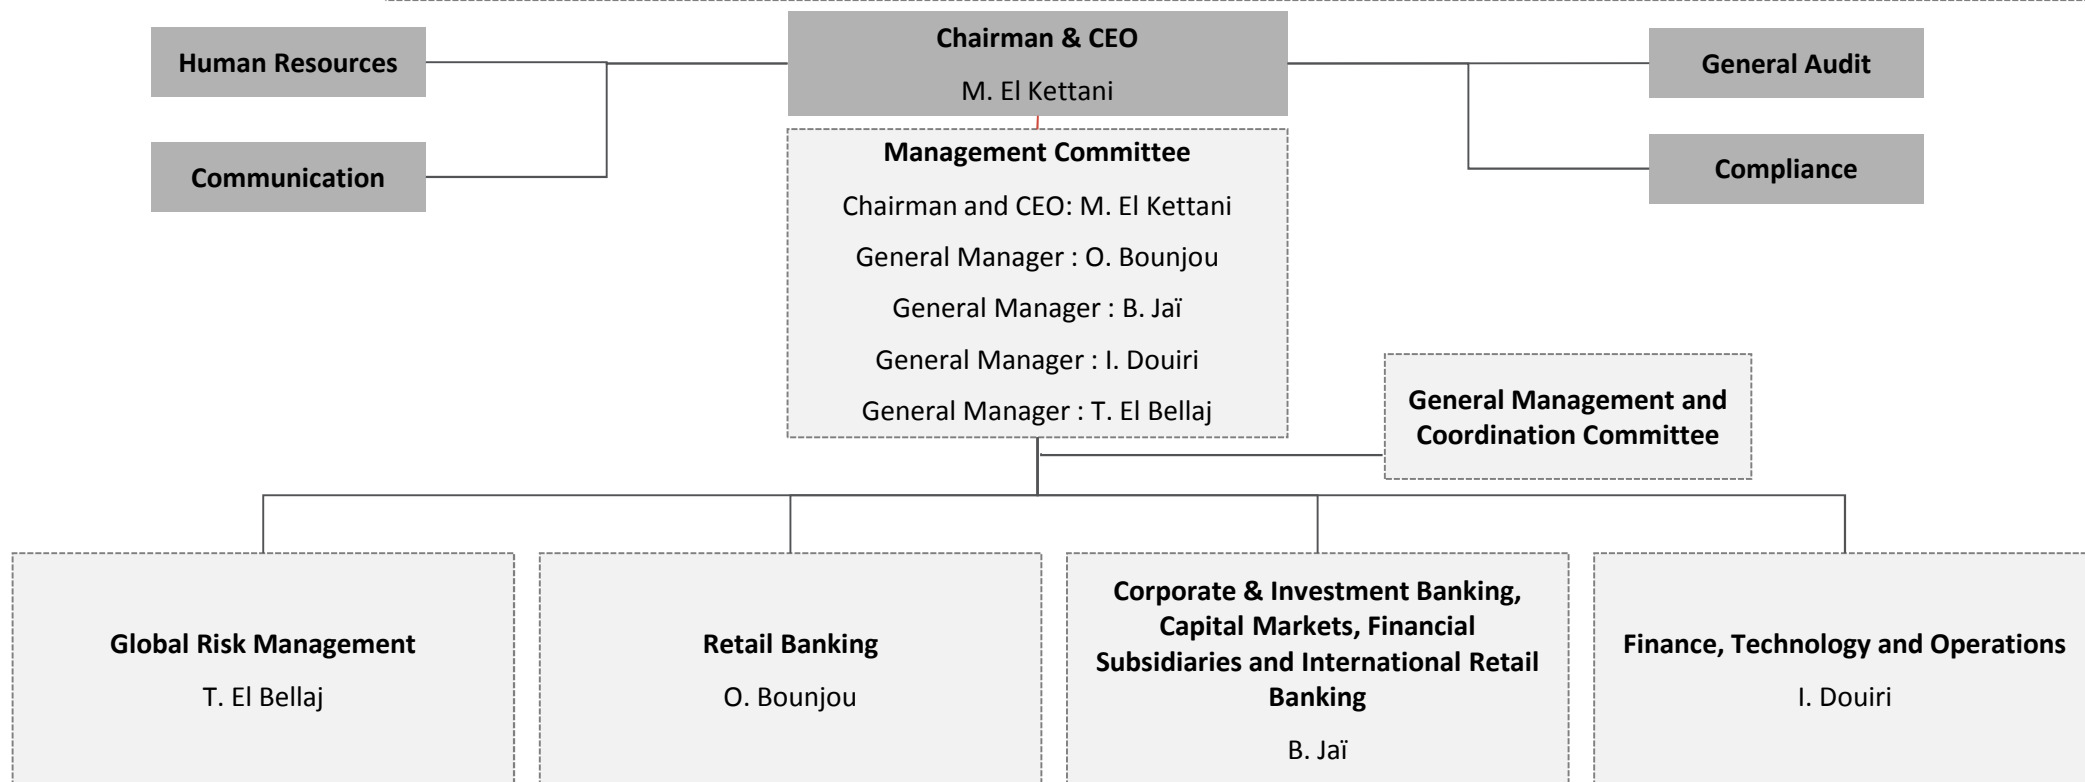 Chairman & CEO
M. El Kettani
Human Resources
Communication
General Audit
Compliance
Management Committee
Chairman and CEO: M. El Kettani
General Manager : O. Bounjou
General Manager : B. Jaï
General Manager : I. Douiri
General Manager : T. El Bellaj
General Management and
Coordination Committee
Global Risk Management
T. El Bellaj
Retail Banking
O. Bounjou
Corporate & Investment Banking,
Capital Markets, Financial
Subsidiaries and International Retail
Banking
B. Jaï
Finance, Technology and Operations
I. Douiri